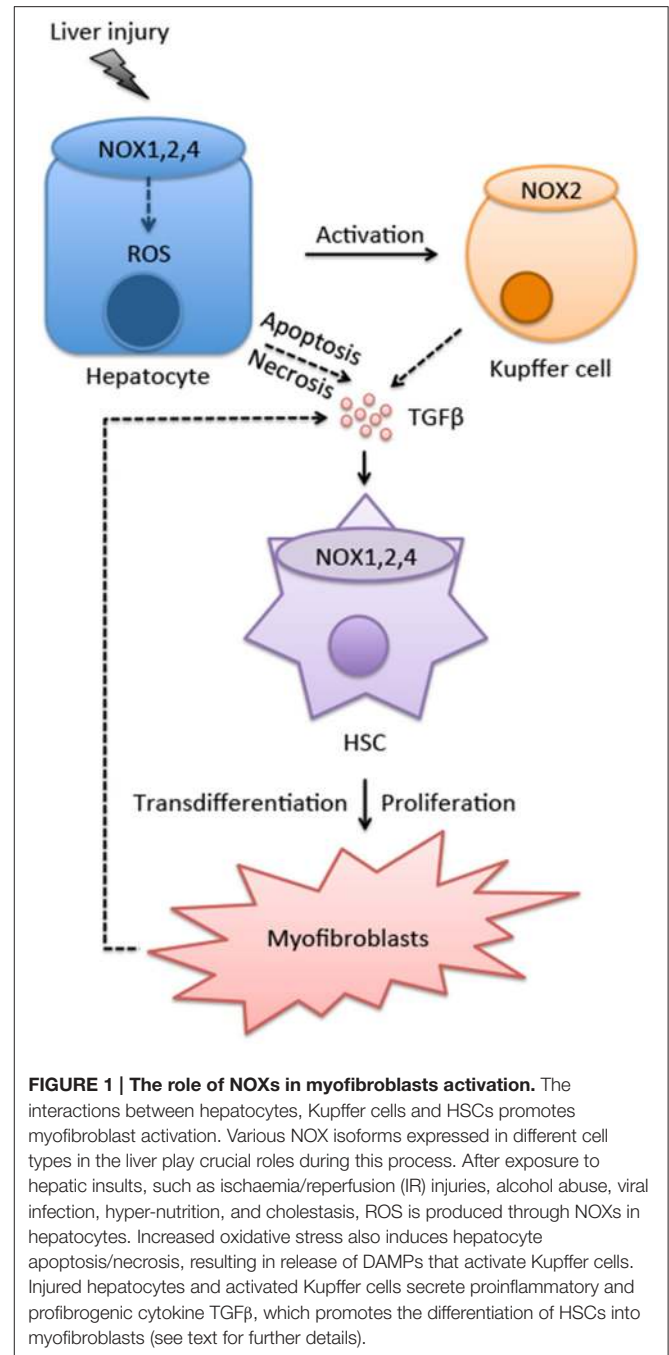 Liver injury
NOX1,2,4
NOX2
ROS
Activation
Apoptosis
Necrosis
Hepatocyte
Kupffer cell
TGFβ
NOX1,2,4
HSC
Transdifferentiation
Proliferation
Myofibroblasts
FIGURE 1 | The role of NOXs in myofibroblasts activation. The
interactions between hepatocytes, Kupffer cells and HSCs promotes
myofibroblast activation. Various NOX isoforms expressed in different cell
types in the liver play crucial roles during this process. After exposure to
hepatic insults, such as ischaemia/reperfusion (IR) injuries, alcohol abuse, viral
infection, hyper-nutrition, and cholestasis, ROS is produced through NOXs in
hepatocytes. Increased oxidative stress also induces hepatocyte
apoptosis/necrosis, resulting in release of DAMPs that activate Kupffer cells.
Injured hepatocytes and activated Kupffer cells secrete proinflammatory and
profibrogenic cytokine TGFβ, which promotes the differentiation of HSCs into
myofibroblasts (see text for further details).